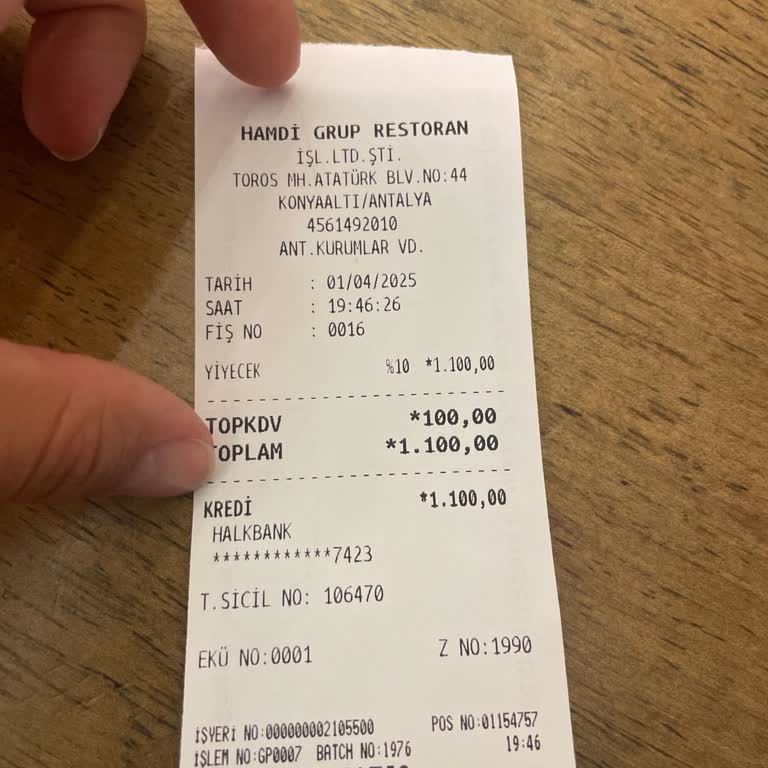 HAMDİ GRUP RESTORAN
İŞL.LTD.ŞTİ.
TOROS MH.ATATÜRK BLV.NO:44
KONYAALTI/ANTALYA
4561492010
ANT.KURUMLAR VD.
TARİH : 01/04/2025
SAAT : 19:46:26
FİŞ NO : 0016
YİYECEK %10 *1.100,00
TOPKDV *100,00
TOPLAM *1.100,00
KREDİ *1.100,00
HALKBANK
************7423
T.SİCİL NO: 106470
EKÜ NO:0001 Z NO:1990
İŞYERİ NO:000000002105500 POS NO:01154757
İŞLEM NO:GP0007 BATCH NO:1976 19:46